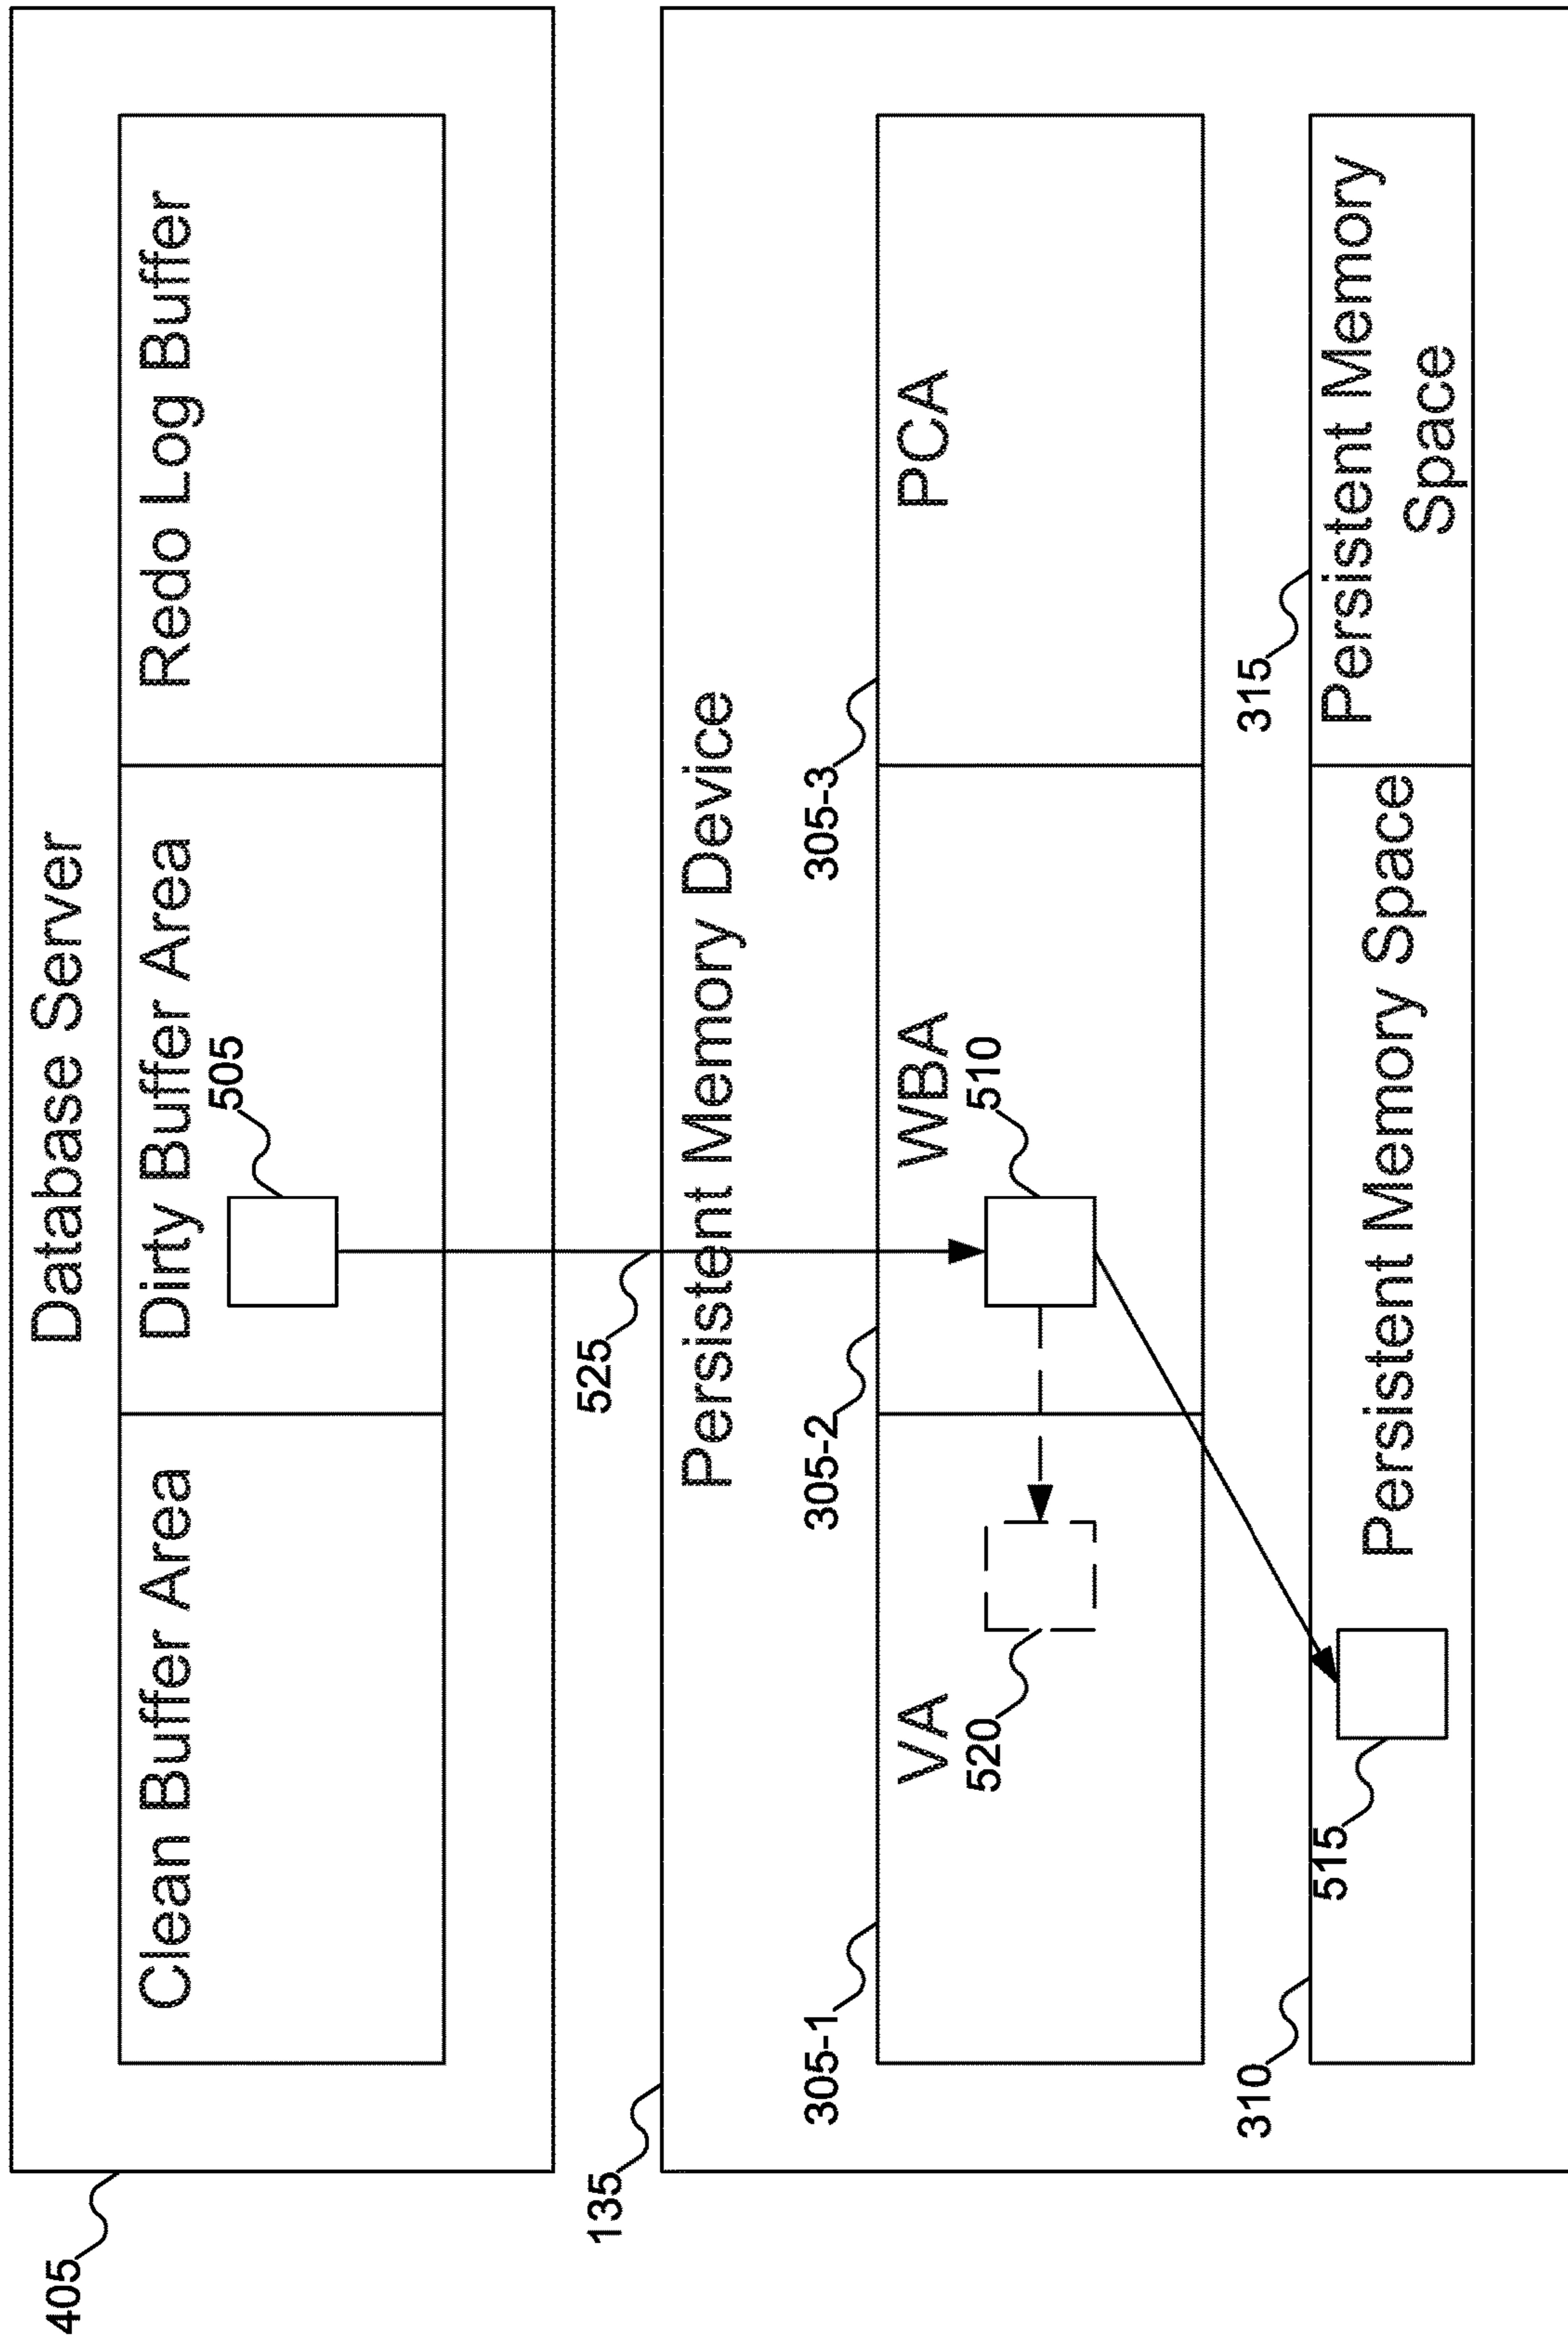 405
Database Server
Clean Buffer Area
Dirty Buffer Area
Redo Log Buffer
505
525
135
Persistent Memory Device
305-1
305-2
305-3
VA
WBA
PCA
520
510
310
315
515
Persistent Memory Space
Persistent Memory
Space